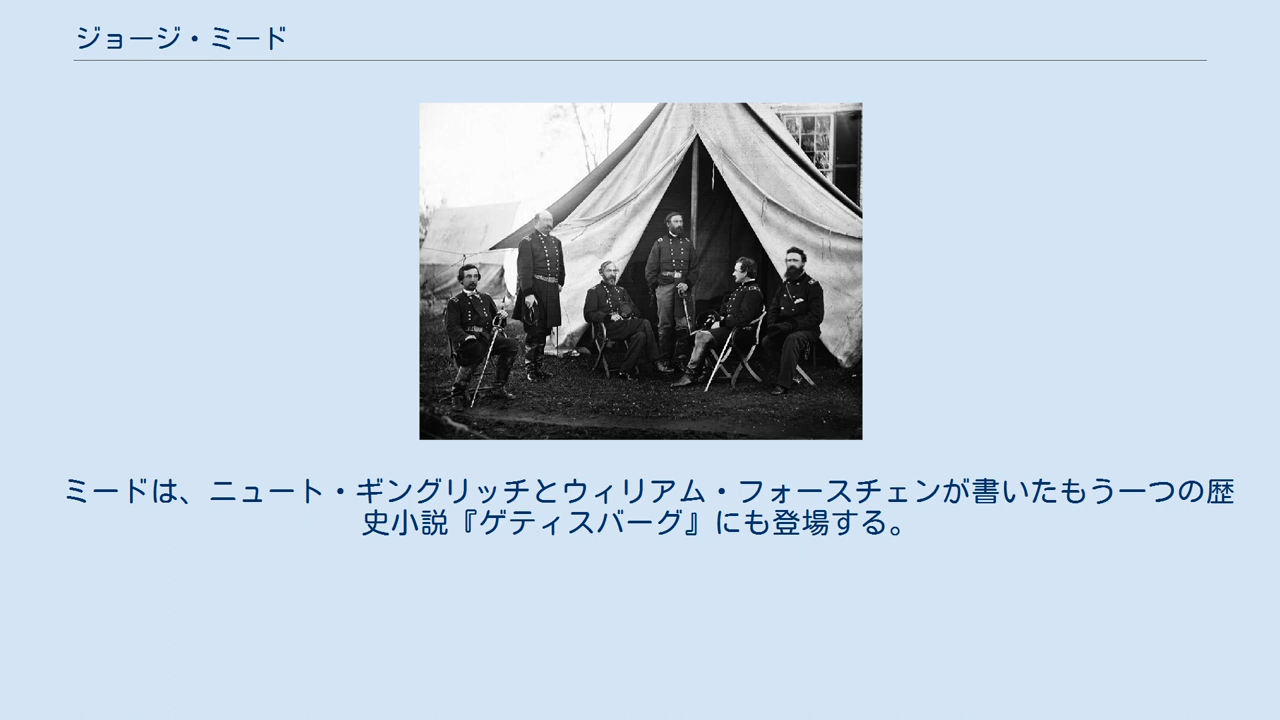 ジョージ・ミード
ミードは、ニュート・ギングリッチとウィリアム・フォースチェンが書いたもう一つの歴
史小説『ゲティスバーグ』にも登場する。